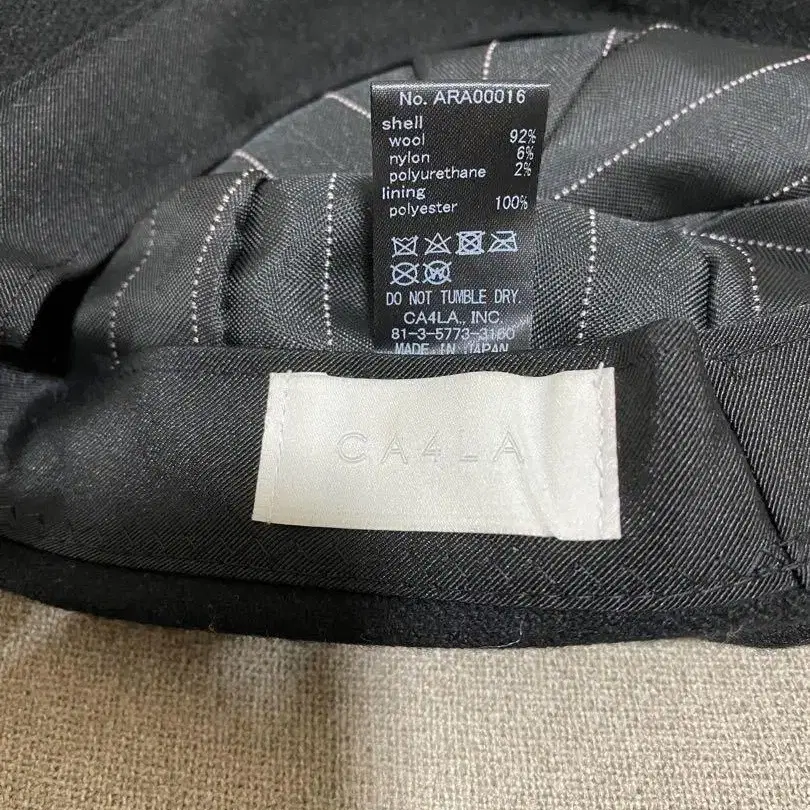 No. ARA00016
shell
wool 92%
nylon 6%
polyurethane 2%
lining
polyester 100%
DO NOT TUMBLE DRY.
CA4LA., INC.
81-3-5773-3160
MADE IN JAPAN
CA4LA